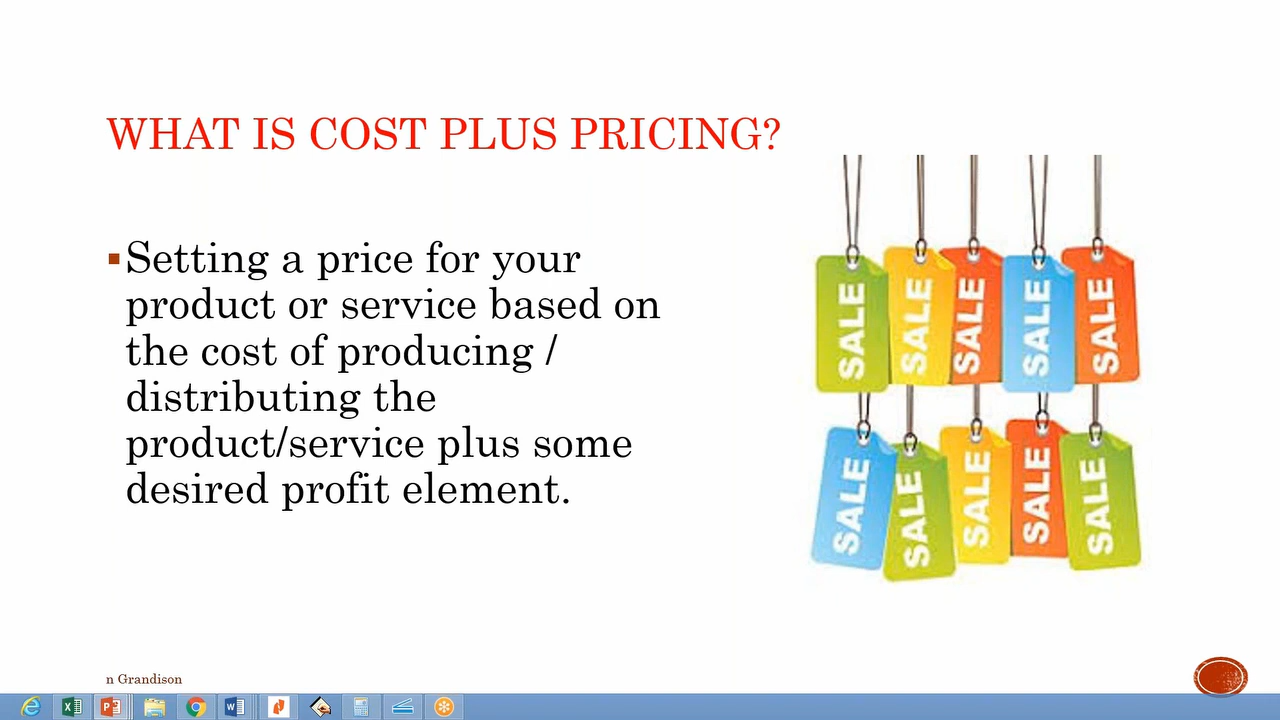 WHAT IS COST PLUS PRICING?
Setting a price for your
product or service based on
the cost of producing /
distributing the
product/service plus some
desired profit element.
SALE
SALE
SALE
SALE
SALE
SALE
SALE
SALE
SALE
SALE
n Grandison